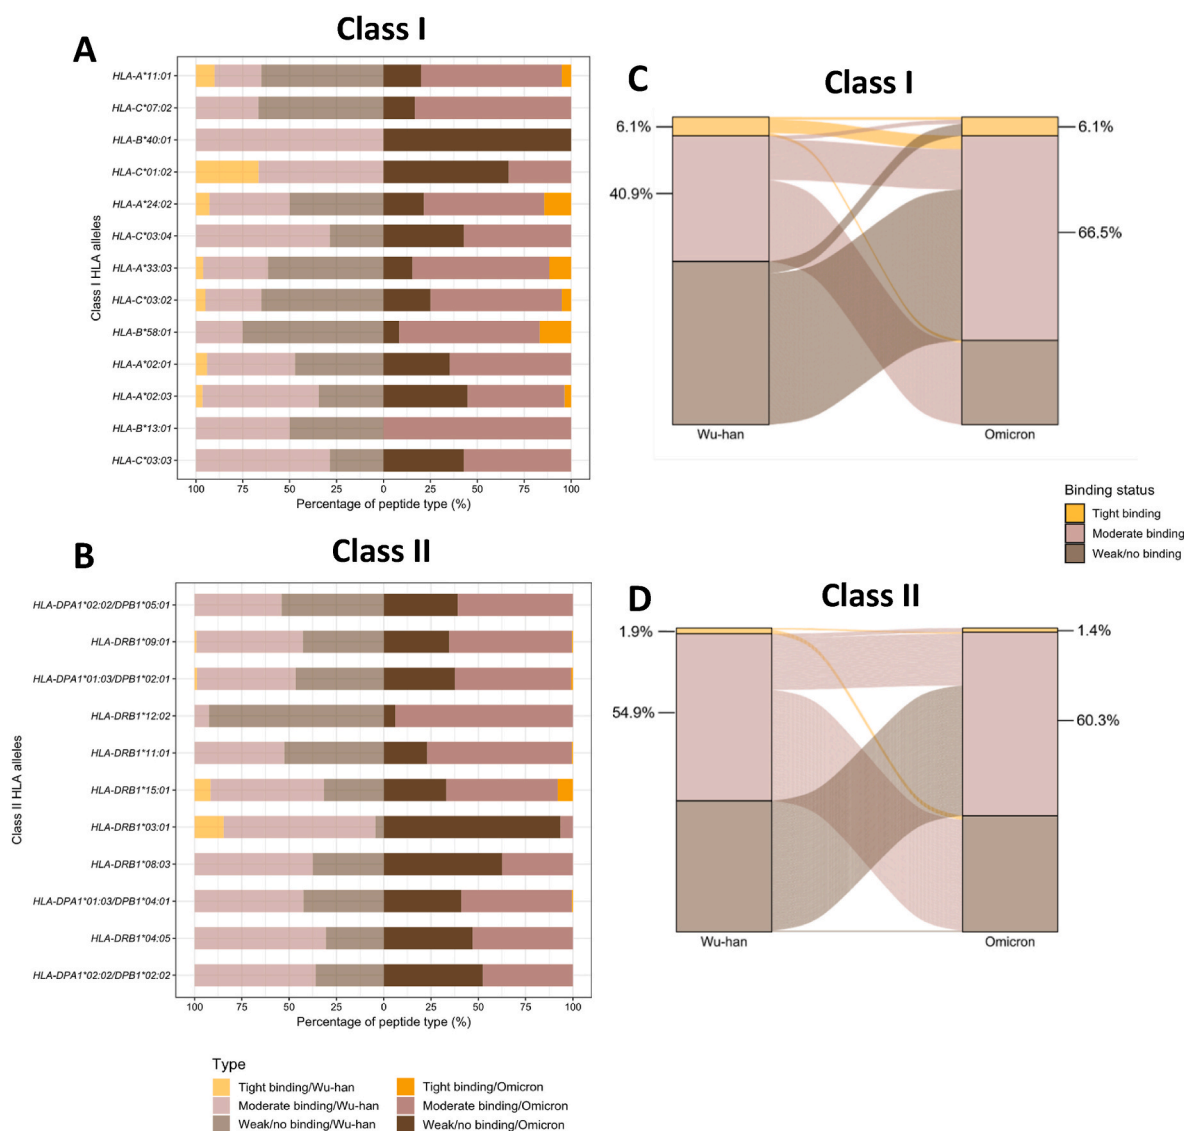 A
Class I
Class I HLA alleles
HLA-A*11:01
HLA-C*07:02
HLA-B*40:01
HLA-C*01:02
HLA-A*24:02
HLA-C*03:04
HLA-A*33:03
HLA-C*03:02
HLA-B*58:01
HLA-A*02:01
HLA-A*02:03
HLA-B*13:01
HLA-C*03:03
100 75 50 25 0 25 50 75 100
Percentage of peptide type (%)
C
Class I
6.1%
40.9%
6.1%
66.5%
Wu-han
Omicron
Binding status
Tight binding
Moderate binding
Weak/no binding
B
Class II
Class II HLA alleles
HLA-DPA1*02:02/DPB1*05:01
HLA-DRB1*09:01
HLA-DPA1*01:03/DPB1*02:01
HLA-DRB1*12:02
HLA-DRB1*11:01
HLA-DRB1*15:01
HLA-DRB1*03:01
HLA-DRB1*08:03
HLA-DPA1*01:03/DPB1*04:01
HLA-DRB1*04:05
HLA-DPA1*02:02/DPB1*02:02
100 75 50 25 0 25 50 75 100
Percentage of peptide type (%)
D
Class II
1.9%
54.9%
1.4%
60.3%
Wu-han
Omicron
Type
Tight binding/Wu-han
Moderate binding/Wu-han
Weak/no binding/Wu-han
Tight binding/Omicron
Moderate binding/Omicron
Weak/no binding/Omicron